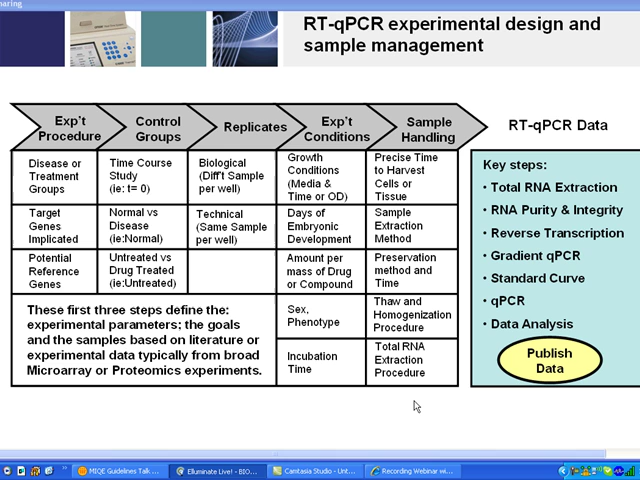 haring
RT-qPCR experimental design and
sample management
Exp't
Procedure
Control
Groups
Replicates
Exp't
Conditions
Sample
Handling
RT-qPCR Data
Disease or
Treatment
Groups
Time Course
Study
(ie: t= 0)
Biological
(Diff't Sample
per well)
Growth
Conditions
(Media &
Time or OD)
Precise Time
to Harvest
Cells or
Tissue
Target
Genes
Implicated
Normal vs
Disease
(ie:Normal)
Technical
(Same Sample
per well)
Days of
Embryonic
Development
Sample
Extraction
Method
Potential
Reference
Genes
Untreated vs
Drug Treated
(ie:Untreated)
Amount per
mass of Drug
or Compound
Preservation
method and
Time
These first three steps define the:
experimental parameters; the goals
and the samples based on literature or
experimental data typically from broad
Microarray or Proteomics experiments.
Sex,
Phenotype
Thaw and
Homogenization
Procedure
Incubation
Time
Total RNA
Extraction
Procedure
Key steps:
• Total RNA Extraction
• RNA Purity & Integrity
• Reverse Transcription
• Gradient qPCR
• Standard Curve
• qPCR
• Data Analysis
Publish
Data
MIQE Guidelines Talk ...
Elluminate Live! - BIO...
Camtasia Studio - Unt...
Recording Webinar wi...